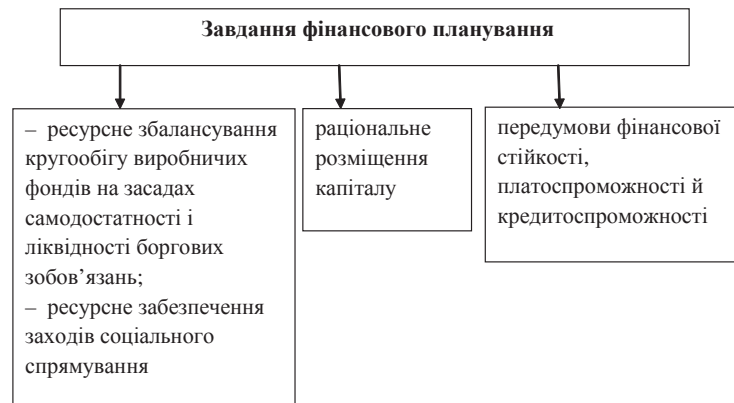 Завдання фінансового планування
– ресурсне збалансування
кругообігу виробничих
фондів на засадах
самодостатності і
ліквідності боргових
зобов’язань;
– ресурсне забезпечення
заходів соціального
спрямування
раціональне
розміщення
капіталу
передумови фінансової
стійкості,
платоспроможності й
кредитоспроможності